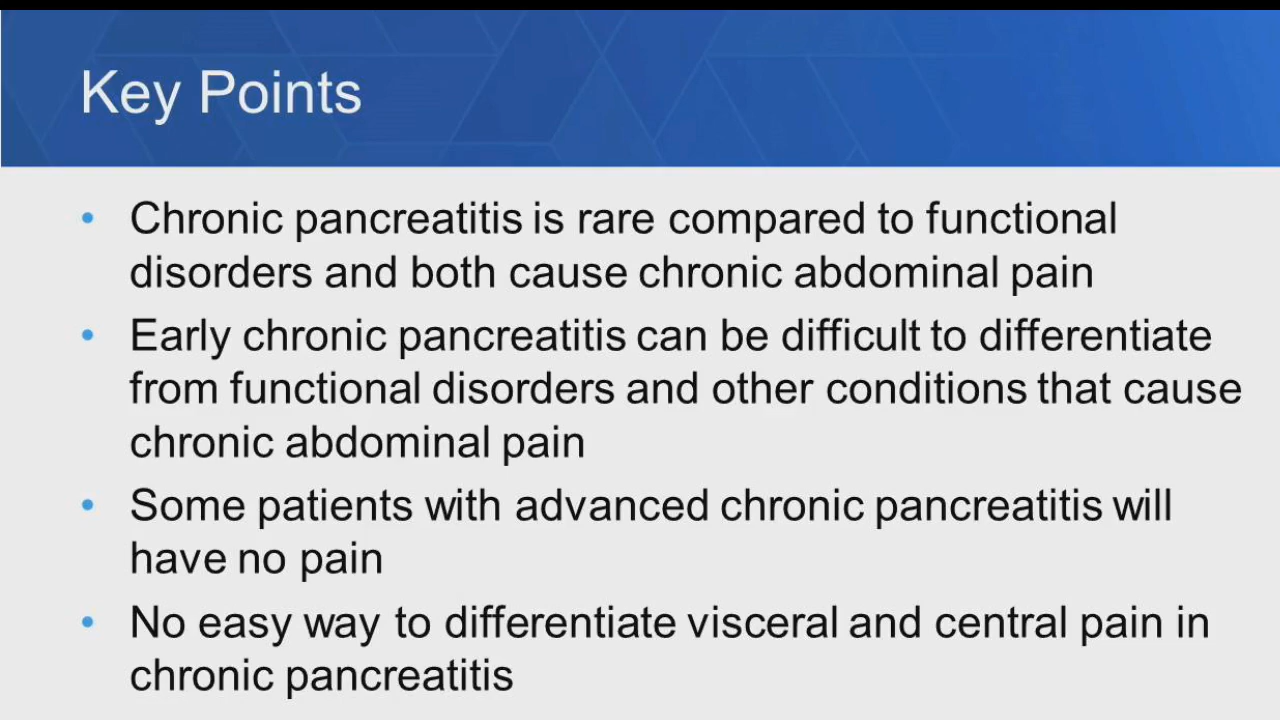 Key Points
• Chronic pancreatitis is rare compared to functional
disorders and both cause chronic abdominal pain
• Early chronic pancreatitis can be difficult to differentiate
from functional disorders and other conditions that cause
chronic abdominal pain
• Some patients with advanced chronic pancreatitis will
have no pain
• No easy way to differentiate visceral and central pain in
chronic pancreatitis